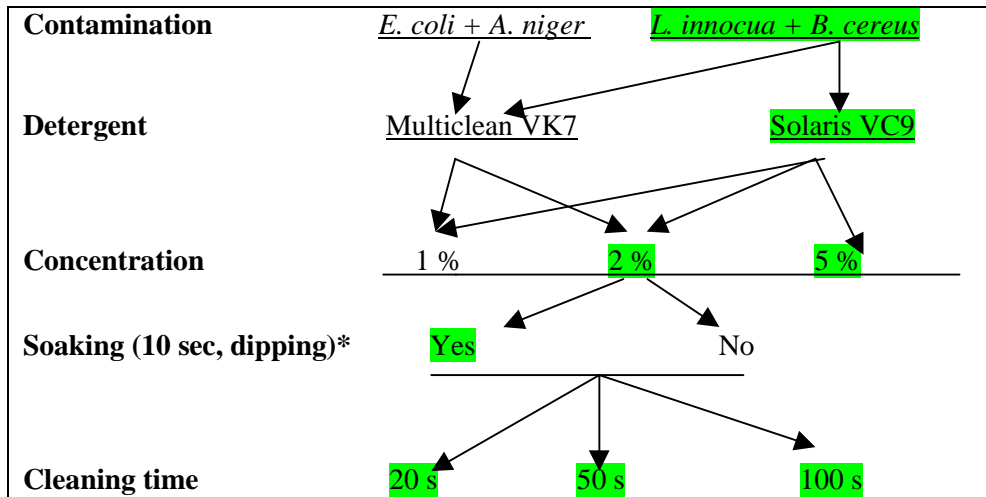 Contamination E. coli + A. niger L. innocua + B. cereus
Detergent Multiclean VK7 Solaris VC9
Concentration 1 % 2 % 5 %
Soaking (10 sec, dipping)* Yes No
Cleaning time 20 s 50 s 100 s